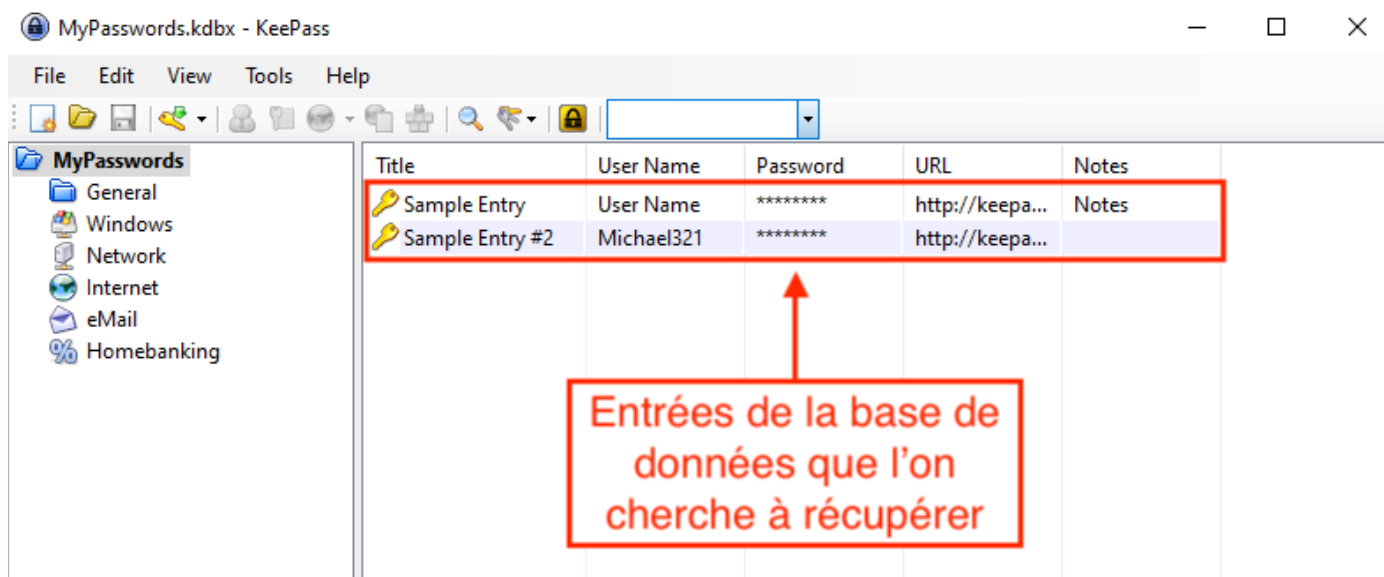 MyPasswords.kdbx - KeePass
File Edit View Tools Help
MyPasswords
General
Windows
Network
Internet
eMail
Homebanking
Title User Name Password URL Notes
Sample Entry User Name ******** http://keepa... Notes
Sample Entry #2 Michael321 ******** http://keepa...
Entrées de la base de
données que l'on
cherche à récupérer